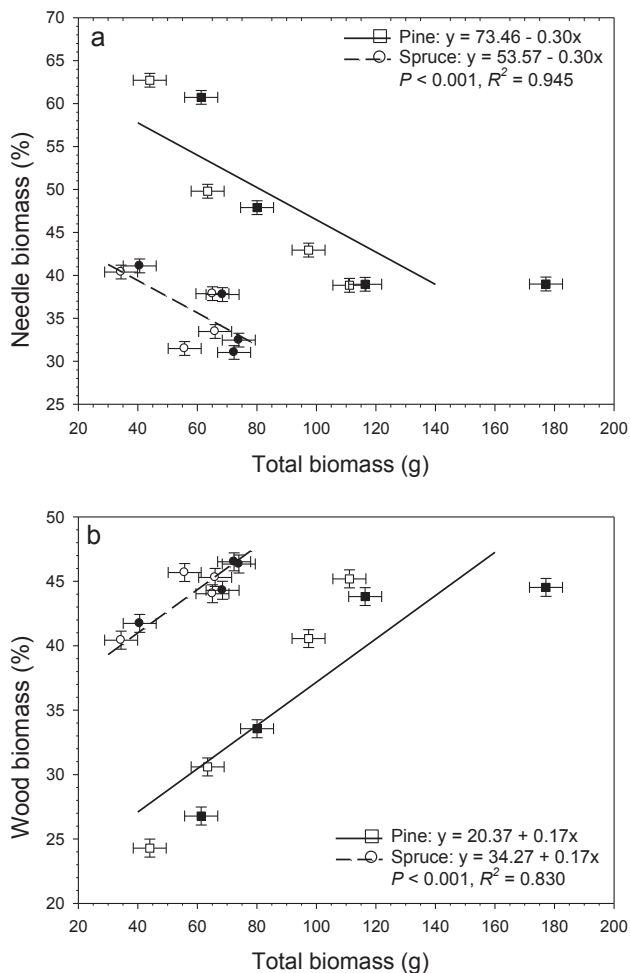 a
Pine: y = 73.46 - 0.30x
Spruce: y = 53.57 - 0.30x
P < 0.001, R² = 0.945
70
65
60
55
50
45
40
35
30
25
Needle biomass (%)
20 40 60 80 100 120 140 160 180 200
Total biomass (g)
b
50
45
40
35
30
25
20
Wood biomass (%)
Pine: y = 20.37 + 0.17x
Spruce: y = 34.27 + 0.17x
P < 0.001, R² = 0.830
20 40 60 80 100 120 140 160 180 200
Total biomass (g)